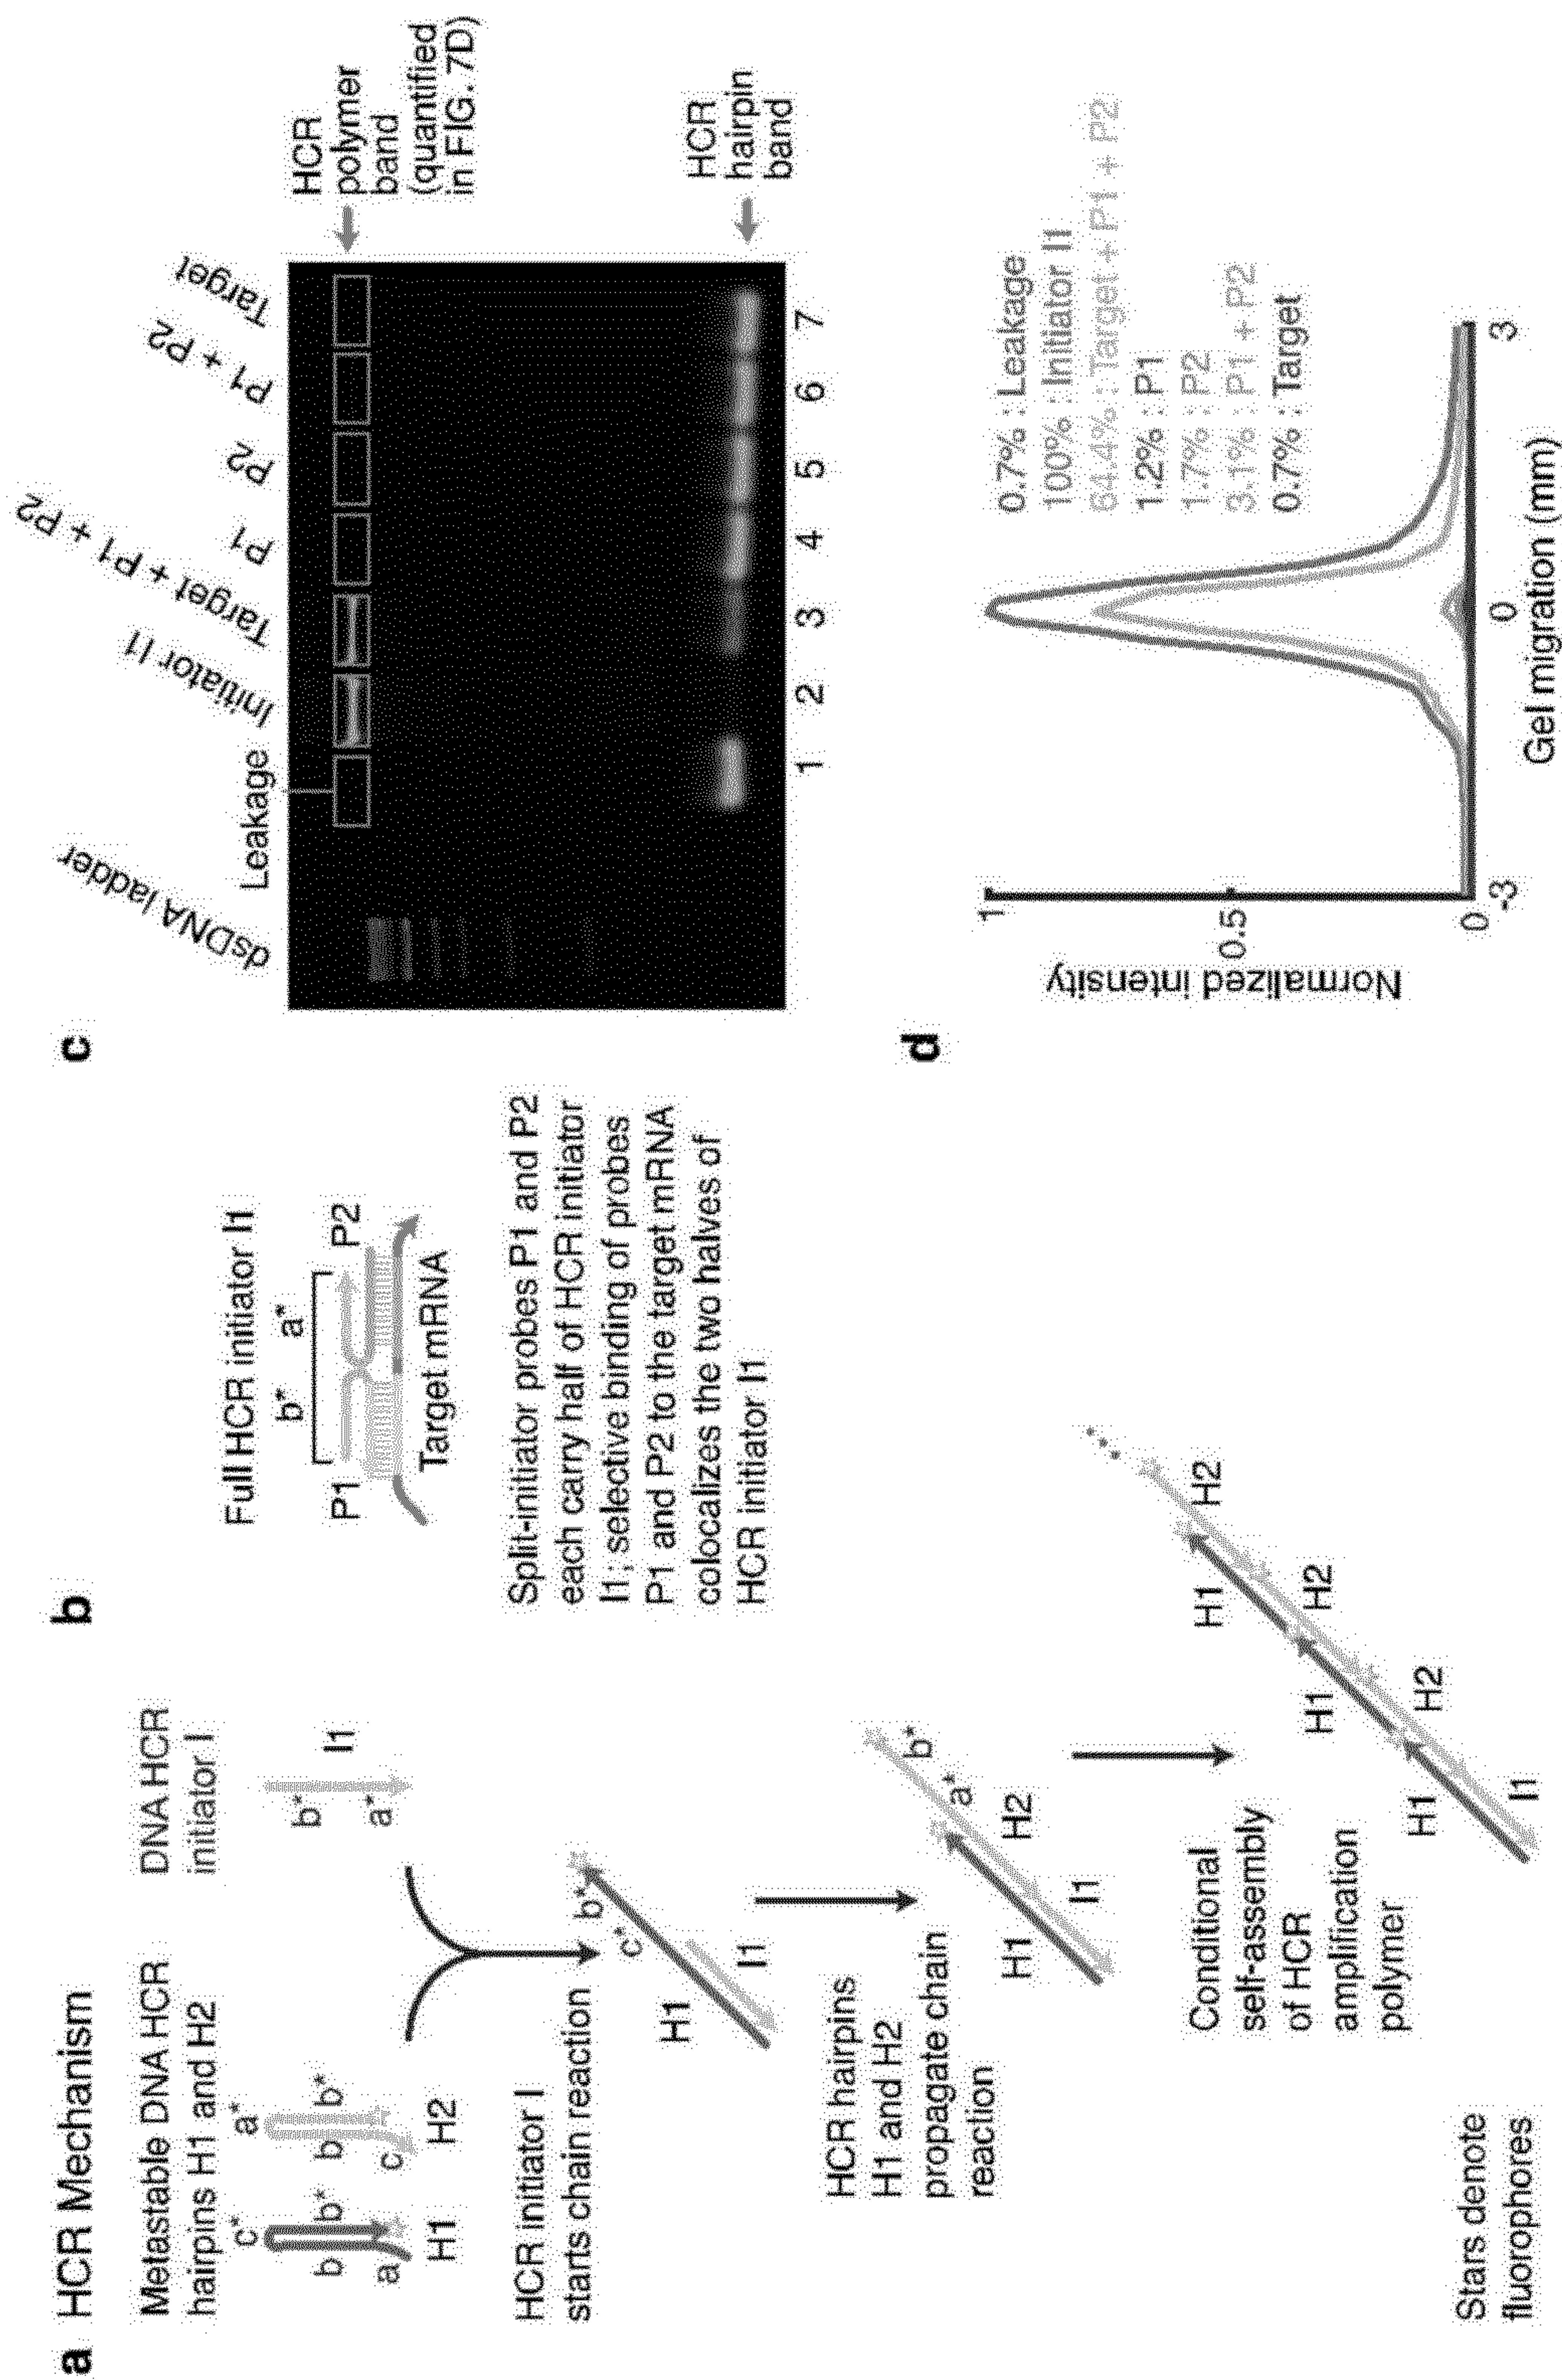 a HCR Mechanism
Metastable DNA HCR
hairpins H1 and H2
DNA HCR
initiator I
c*
a*
b
b*
b
b*
a
c
H1
H2
b*
a*
I1
HCR initiator I
starts chain reaction
H1
c*
b*
I1
HCR hairpins
H1 and H2
propagate chain
reaction
H1
I1
H2
a*
b*
Conditional
self-assembly
of HCR
amplification
polymer
H1
H1
H1
I1
H2
H2
H2
Stars denote
fluorophores
b
Full HCR initiator I1
b*
a*
P1
P2
Target mRNA
Split-initiator probes P1 and P2
each carry half of HCR initiator
I1; selective binding of probes
P1 and P2 to the target mRNA
colocalizes the two halves of
HCR initiator I1
c
dsDNA ladder
Leakage
Initiator I1
Target + P1 + P2
P1
P2
P1 + P2
Target
HCR
polymer
band
(quantified
in FIG. 7D)
HCR
hairpin
band
1 2 3 4 5 6 7
d
Normalized intensity
1
0.5
0
-3
0
3
Gel migration (mm)
0.7% : Leakage
100% : Initiator I1
64.4% : Target + P1 + P2
1.2% : P1
1.7% : P2
3.1% : P1 + P2
0.7% : Target